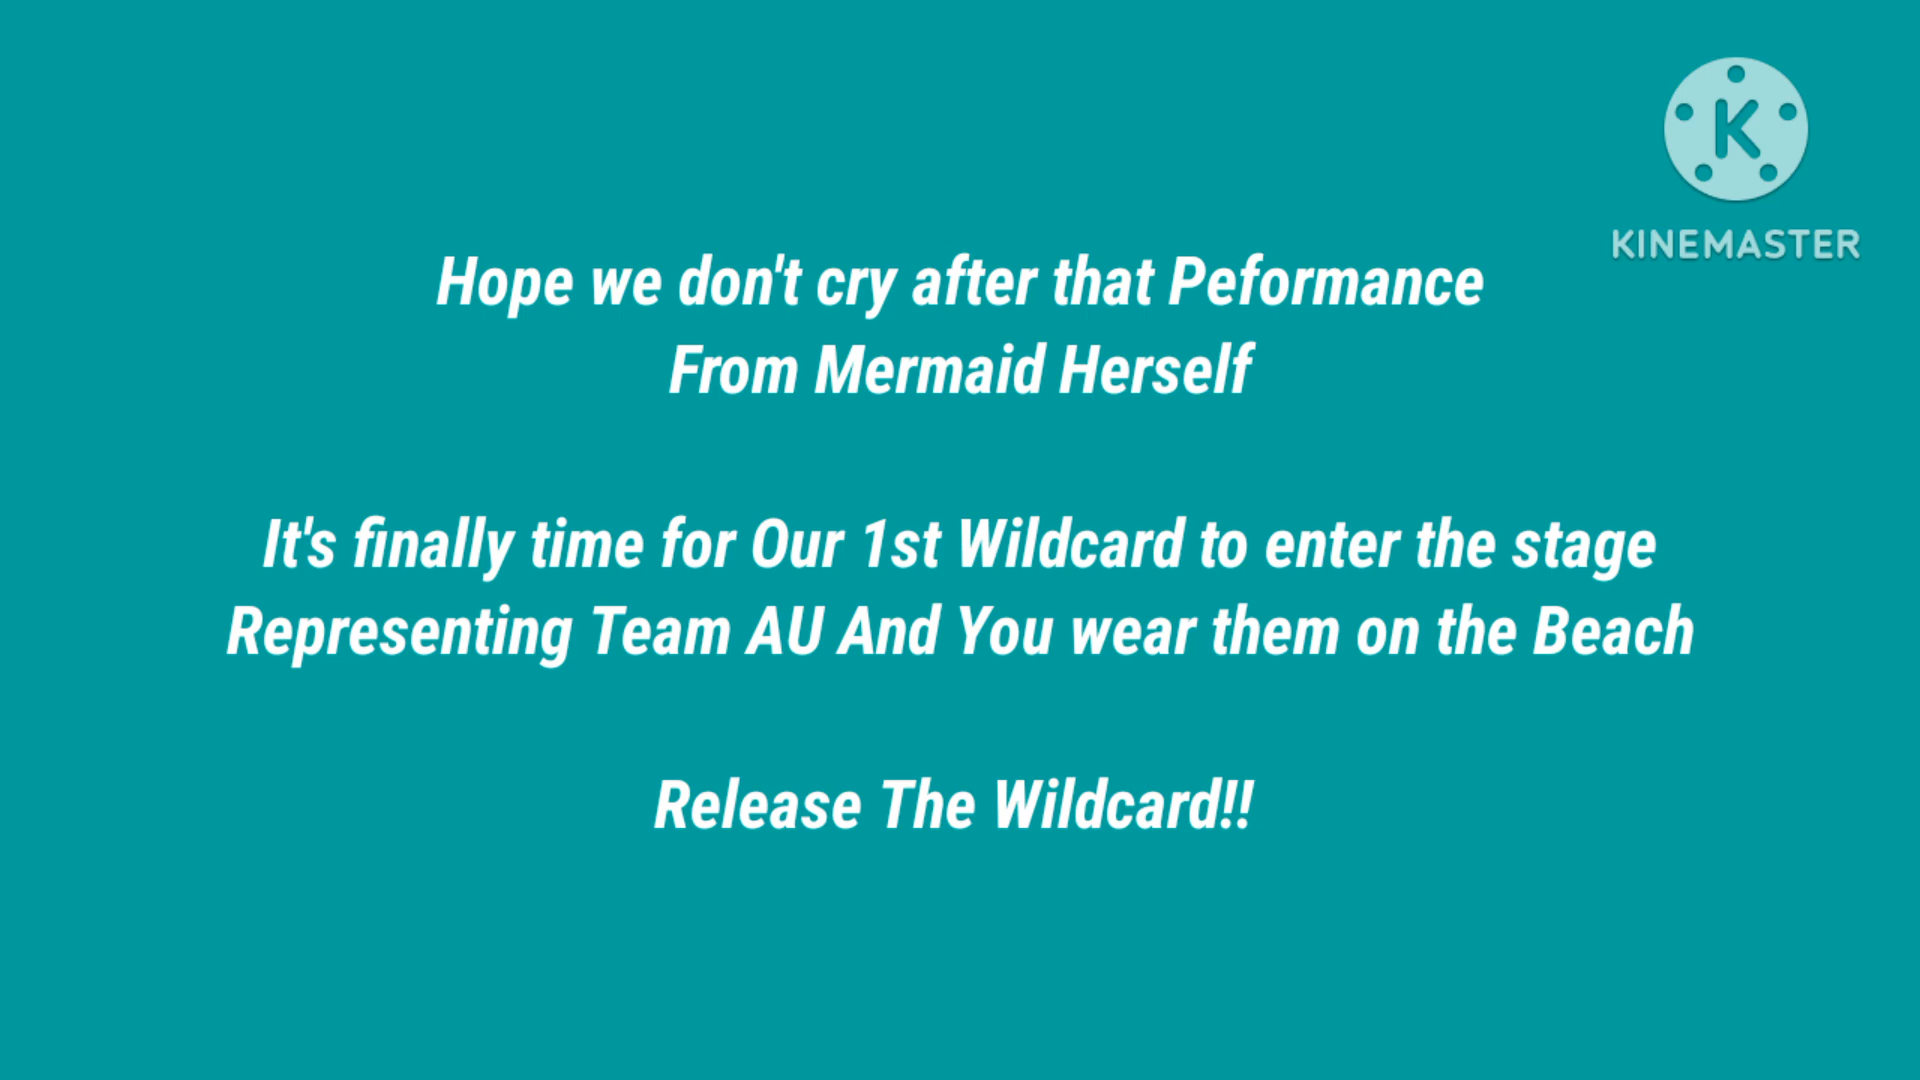 KINEMASTER
Hope we don't cry after that Peformance
From Mermaid Herself
It's finally time for Our 1st Wildcard to enter the stage
Representing Team AU And You wear them on the Beach
Release The Wildcard!!